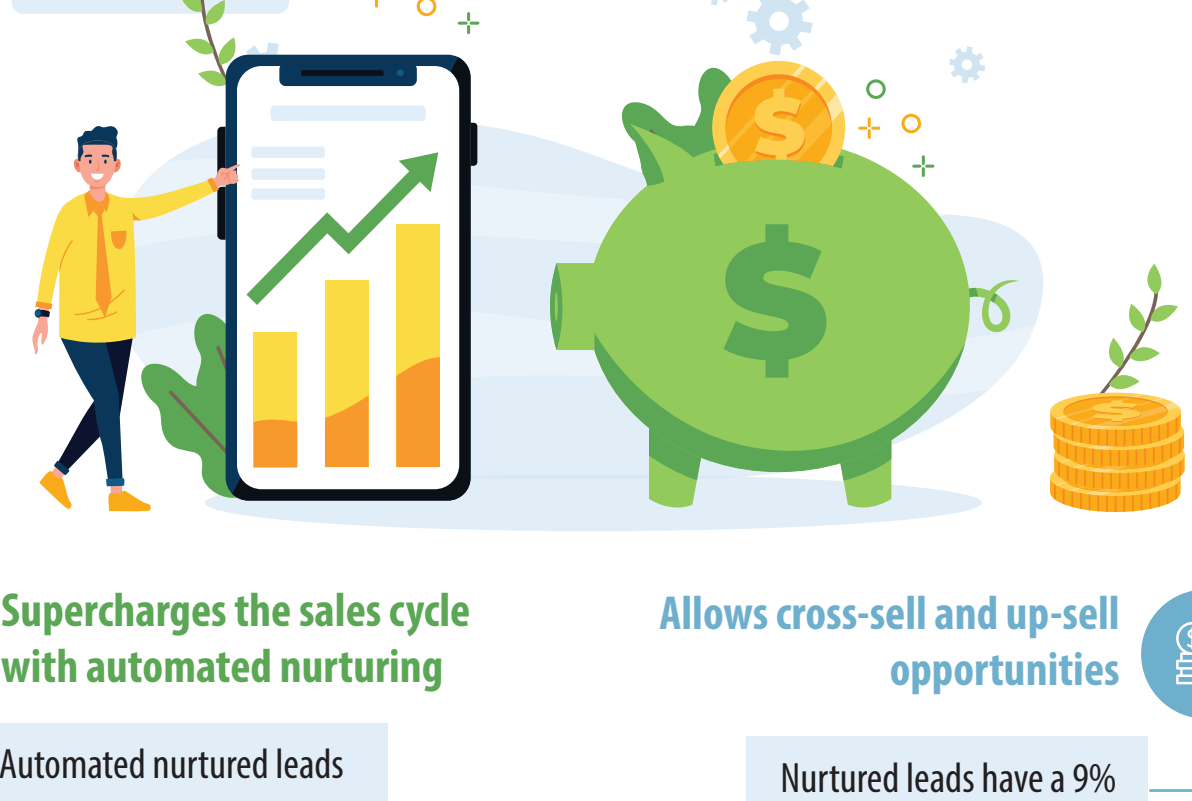 $
$
Supercharges the sales cycle
with automated nurturing
Automated nurtured leads
Allows cross-sell and up-sell
opportunities
Nurtured leads have a 9%